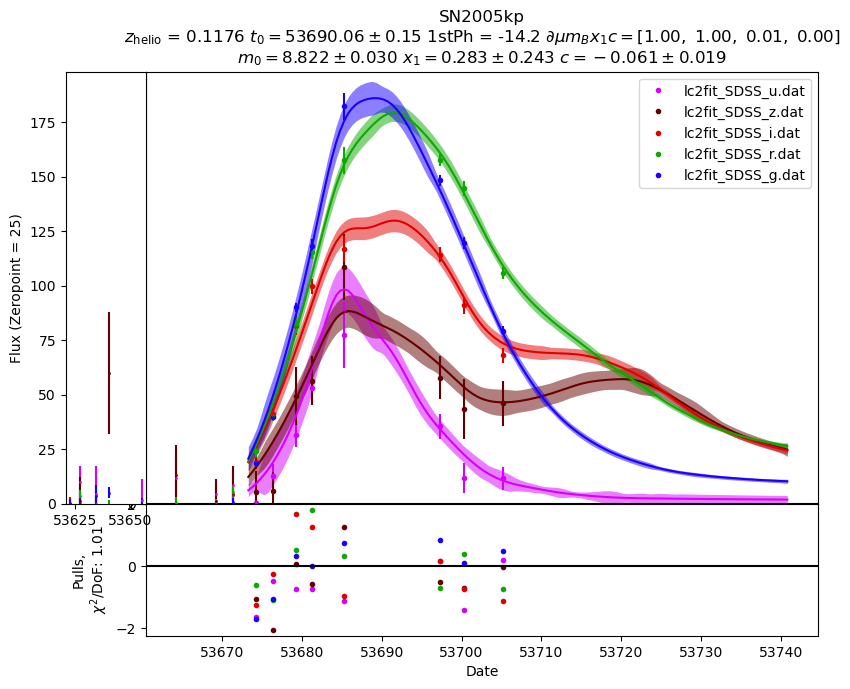 SN2005kp
z_helio = 0.1176 t_0 = 53690.06 ± 0.15 1stPh = -14.2 ∂μm_Bx_1c = [1.00, 1.00, 0.01, 0.00]
m_0 = 8.822 ± 0.030 x_1 = 0.283 ± 0.243 c = −0.061 ± 0.019
lc2fit_SDSS_u.dat
lc2fit_SDSS_z.dat
lc2fit_SDSS_i.dat
lc2fit_SDSS_r.dat
lc2fit_SDSS_g.dat
Flux (Zeropoint = 25)
175
150
125
100
75
50
25
0
53625 53650
Pulls,
χ²/DoF: 1.01
0
−2
53670 53680 53690 53700 53710 53720 53730 53740
Date